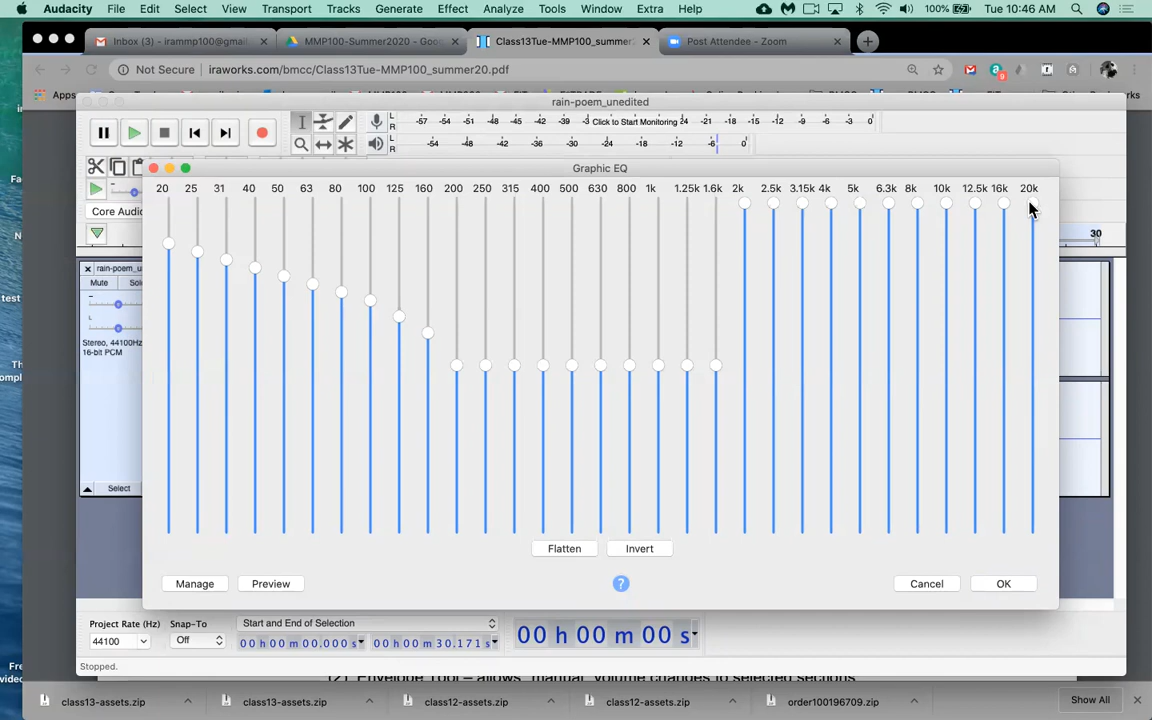 Audacity File Edit Select View Transport Tracks Generate Effect Analyze Tools Window Extra Help 100% Tue 10:46 AM
Inbox (3) – irammp100@gmai MMP100-Summer2020 - Goo Class13Tue-MMP100_summer2 Post Attendee - Zoom
Not Secure iraworks.com/bmcc/Class13Tue-MMP100_summer20.pdf 9
Apps
rain-poem_unedited
L R -57 -54 -51 -48 -45 -42 Click to Start Monitoring 24 -21 -18 -15 -12 -9 -6 -3 0
L R -54 -48 -42 -36 -30 -24 -18 -12 -6 0
Graphic EQ
20 25 31 40 50 63 80 100 125 160 200 250 315 400 500 630 800 1k 1.25k 1.6k 2k 2.5k 3.15k 4k 5k 6.3k 8k 10k 12.5k 16k 20k
Core Audio
30
rain-poem_u
Mute Solo
L
Stereo, 44100H
16-bit PCM
Select
test
Flatten Invert
Manage Preview ? Cancel OK
Project Rate (Hz) Snap-To Start and End of Selection
44100 Off 00 h 00 m 00.000 s 00 h 00 m 30.171 s 00 h 00 m 00 s
Stopped.
(2) Envelope Tool – allows "manual" volume changes to selected sections
class13-assets.zip class13-assets.zip class12-assets.zip class12-assets.zip order100196709.zip Show All